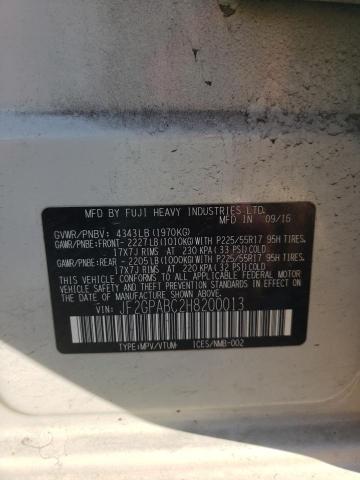 MFD. BY FUJI HEAVY INDUSTRIES LTD.
MFD. IN 09/16
GVWR/PNBV: 4343LB(1970KG)
GAWR/PNBE:FRONT- 2227LB(1010KG)WITH P225/55R17 95H TIRES,
17X7J RIMS AT 230 KPA(33 PSI)COLD
GAWR/PNBE:REAR - 2205LB(1000KG)WITH P225/55R17 95H TIRES,
17X7J RIMS AT 220 KPA(32 PSI)COLD
THIS VEHICLE CONFORMS TO ALL APPLICABLE FEDERAL MOTOR
VEHICLE SAFETY AND THEFT PREVENTION STANDARDS IN EFFECT
ON THE DATE OF MANUFACTURE SHOWN ABOVE.
VIN: JF2GPABC2H8200013
TYPE:MPV/VTUM ICES/NMB-002